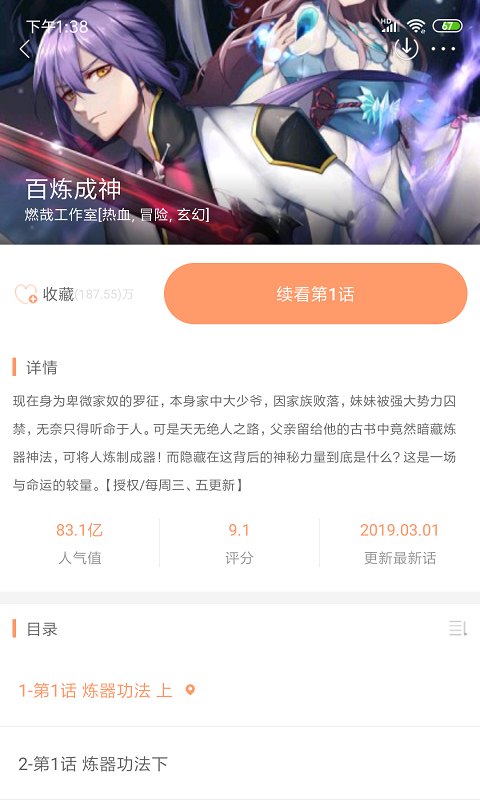 下午1:38
HD
67
百炼成神
燃哉工作室[热血, 冒险, 玄幻]
收藏(187.55)万
续看第1话
详情
现在身为卑微家奴的罗征，本身家中大少爷，因家族败落，妹妹被强大势力囚
禁，无奈只得听命于人。可是天无绝人之路，父亲留给他的古书中竟然暗藏炼
器神法，可将人炼制成器！而隐藏在这背后的神秘力量到底是什么？这是一场
与命运的较量。【授权/每周三、五更新】
83.1亿
9.1
2019.03.01
人气值
评分
更新最新话
目录
1-第1话 炼器功法 上
2-第1话 炼器功法下